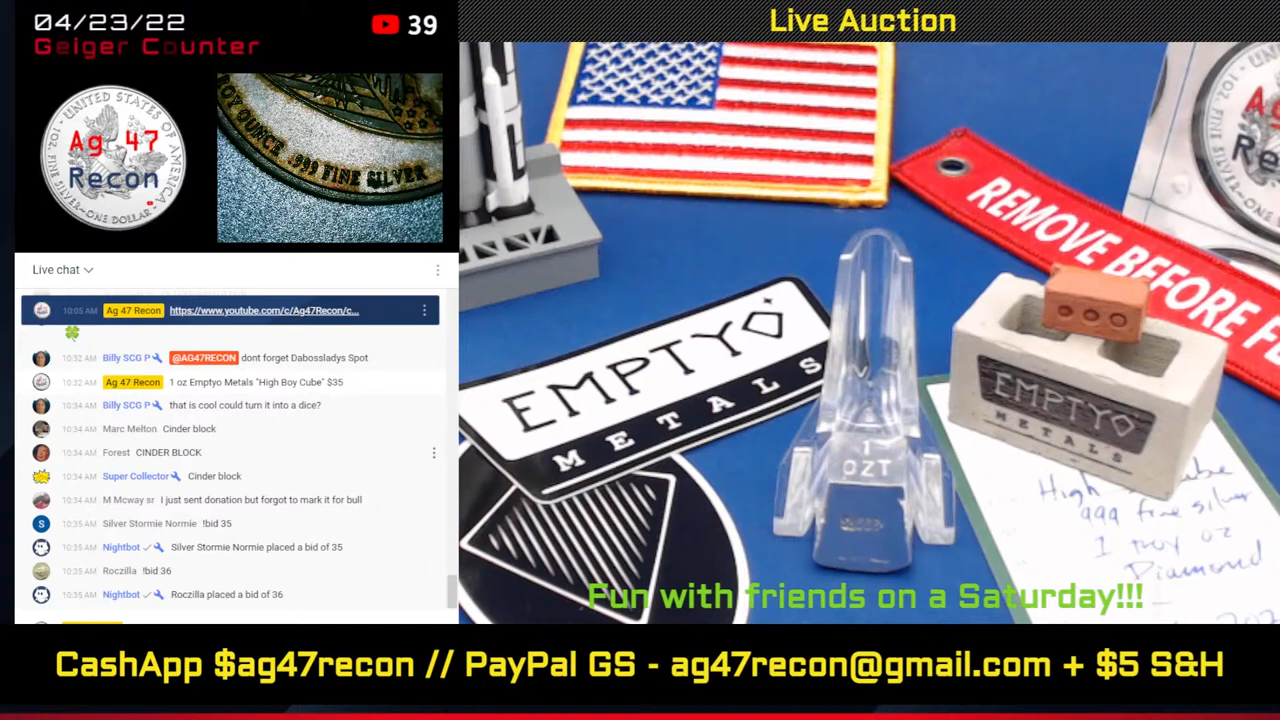 04/23/22
39
Geiger Counter
Live Auction
UNITED STATES OF AMERICA
1 OZ. FINE SILVER~ONE DOLLAR
Ag 47
Recon
OY OUNCE .999 FINE SILVER
Live chat
10:05 AM Ag 47 Recon https://www.youtube.com/c/Ag47Recon/c...
10:32 AM Billy SCG P @AG47RECON dont forget Dabossladys Spot
10:32 AM Ag 47 Recon 1 oz Emptyo Metals "High Boy Cube" $35
10:34 AM Billy SCG P that is cool could turn it into a dice?
10:34 AM Marc Melton Cinder block
10:34 AM Forest CINDER BLOCK
10:34 AM Super Collector Cinder block
10:34 AM M Mcway sr I just sent donation but forgot to mark it for bull
10:35 AM Silver Stormie Normie !bid 35
10:35 AM Nightbot Silver Stormie Normie placed a bid of 35
10:35 AM Roczilla !bid 36
10:35 AM Nightbot Roczilla placed a bid of 36
REMOVE BEFORE
EMPTYO
METALS
1
OZT
EMPTYO
METALS
High
999 fine silver
1 troy oz
Diamond
Fun with friends on a Saturday!!!
CashApp $ag47recon // PayPal GS - ag47recon@gmail.com + $5 S&H